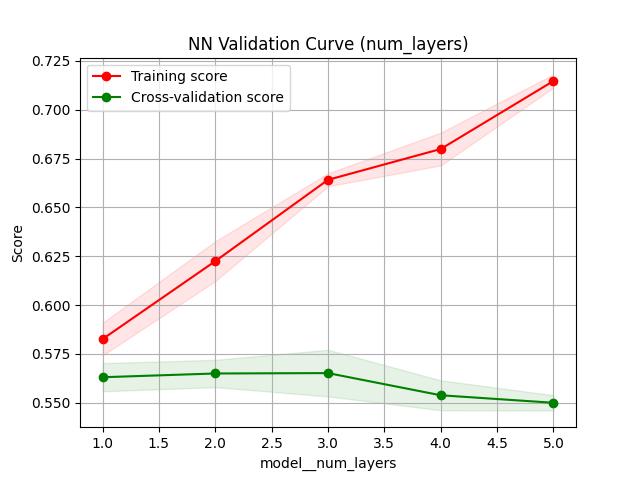 NN Validation Curve (num_layers)
Training score
Cross-validation score
Score
0.725
0.700
0.675
0.650
0.625
0.600
0.575
0.550
1.0 1.5 2.0 2.5 3.0 3.5 4.0 4.5 5.0
model__num_layers